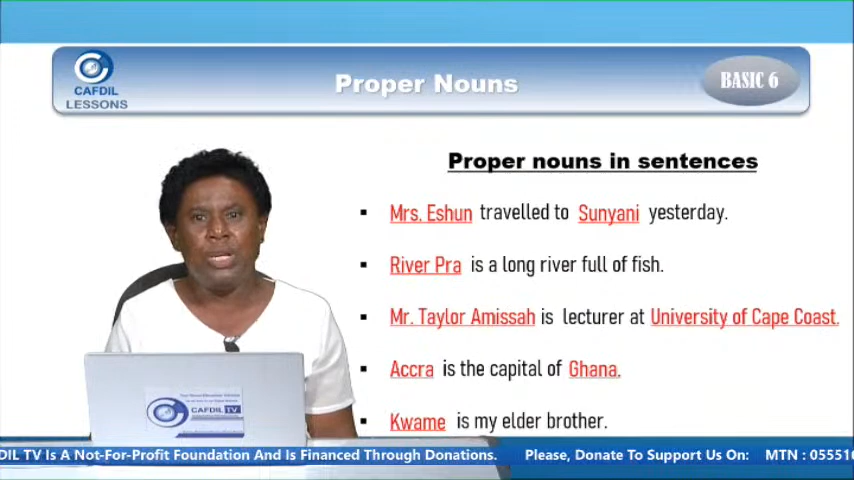 CAFDIL
LESSONS
Proper Nouns
BASIC 6
Proper nouns in sentences
▪ Mrs. Eshun travelled to Sunyani yesterday.
▪ River Pra is a long river full of fish.
▪ Mr. Taylor Amissah is lecturer at University of Cape Coast.
▪ Accra is the capital of Ghana.
▪ Kwame is my elder brother.
CAFDIL TV
DIL TV Is A Not-For-Profit Foundation And Is Financed Through Donations. Please, Donate To Support Us On: MTN : 05551